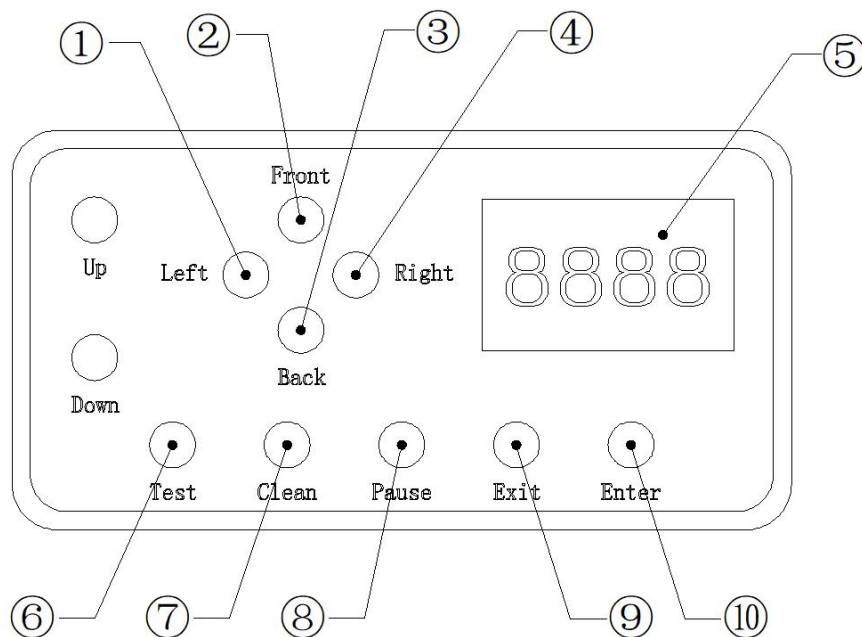 ① ② ③ ④ ⑤
Front
Up
Left
Right
8888
Back
Down
Test Clean Pause Exit Enter
⑥ ⑦ ⑧ ⑨ ⑩